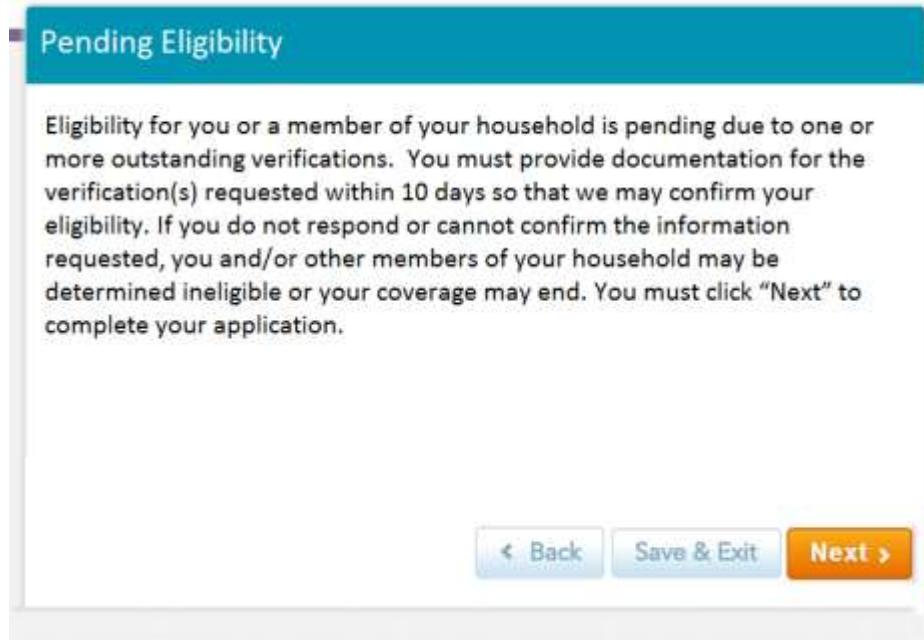 Pending Eligibility
Eligibility for you or a member of your household is pending due to one or
more outstanding verifications.  You must provide documentation for the
verification(s) requested within 10 days so that we may confirm your
eligibility. If you do not respond or cannot confirm the information
requested, you and/or other members of your household may be
determined ineligible or your coverage may end. You must click “Next” to
complete your application.
< Back
Save & Exit
Next >